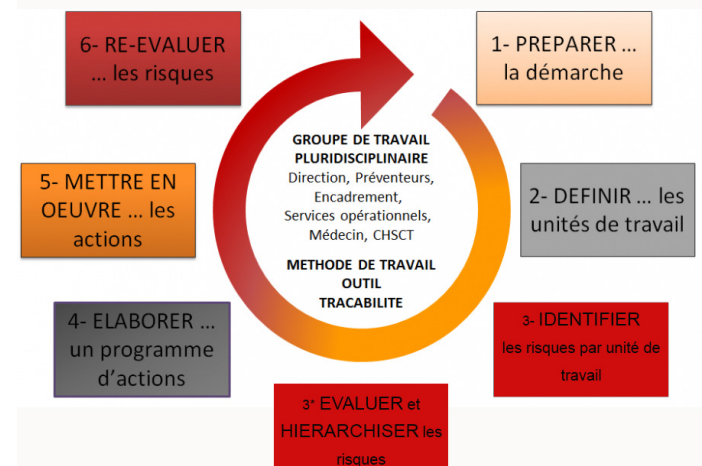 1- PREPARER ...
la démarche
2- DEFINIR ... les
unités de travail
3- IDENTIFIER
les risques par unité de
travail
3* EVALUER et
HIERARCHISER les
risques
4- ELABORER ...
un programme
d'actions
5- METTRE EN
OEUVRE ... les
actions
6- RE-EVALUER
... les risques
GROUPE DE TRAVAIL
PLURIDISCIPLINAIRE
Direction, Préventeurs,
Encadrement,
Services opérationnels,
Médecin, CHSCT
METHODE DE TRAVAIL
OUTIL
TRACABILITE